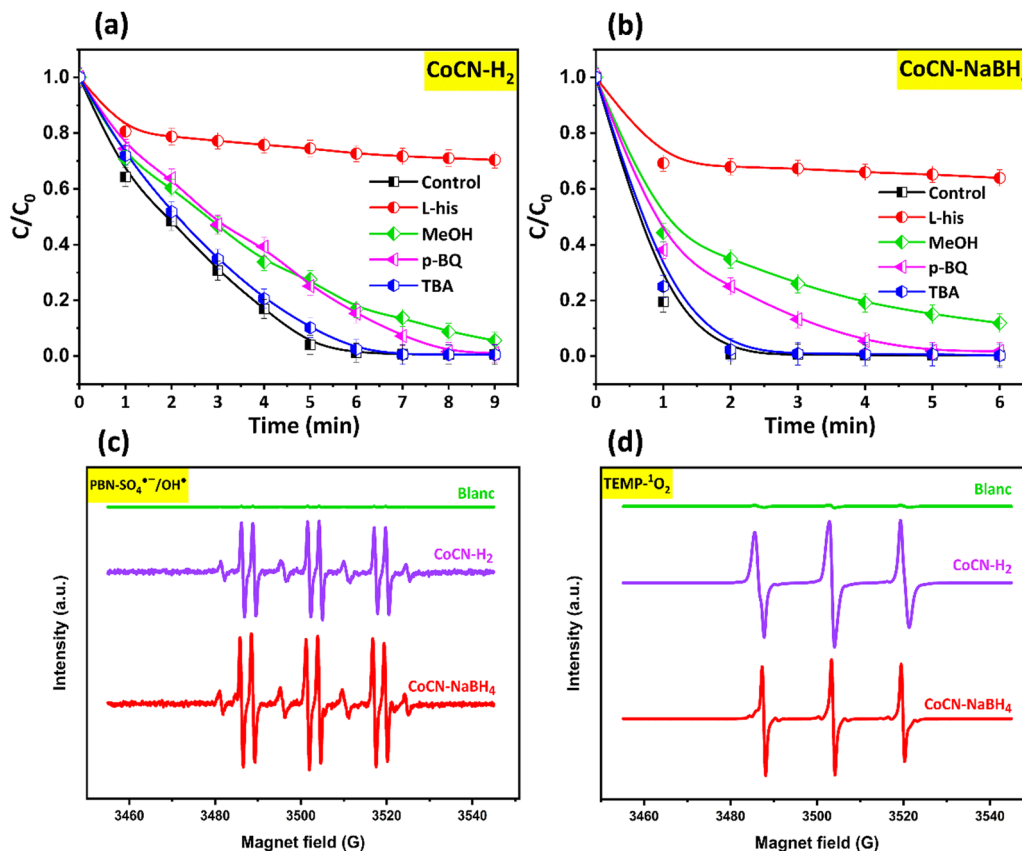 (a)
CoCN-H₂
C/C₀
1.0
0.8
0.6
0.4
0.2
0.0
Control
L-his
MeOH
p-BQ
TBA
0 1 2 3 4 5 6 7 8 9
Time (min)
(b)
CoCN-NaBH
C/C₀
1.0
0.8
0.6
0.4
0.2
0.0
Control
L-his
MeOH
p-BQ
TBA
0 1 2 3 4 5 6
Time (min)
(c)
PBN-SO₄•⁻/OH•
Blanc
CoCN-H₂
CoCN-NaBH₄
Intensity (a.u.)
3460 3480 3500 3520 3540
Magnet field (G)
(d)
TEMP-¹O₂
Blanc
CoCN-H₂
CoCN-NaBH₄
Intensity (a.u.)
3460 3480 3500 3520 3540
Magnet field (G)